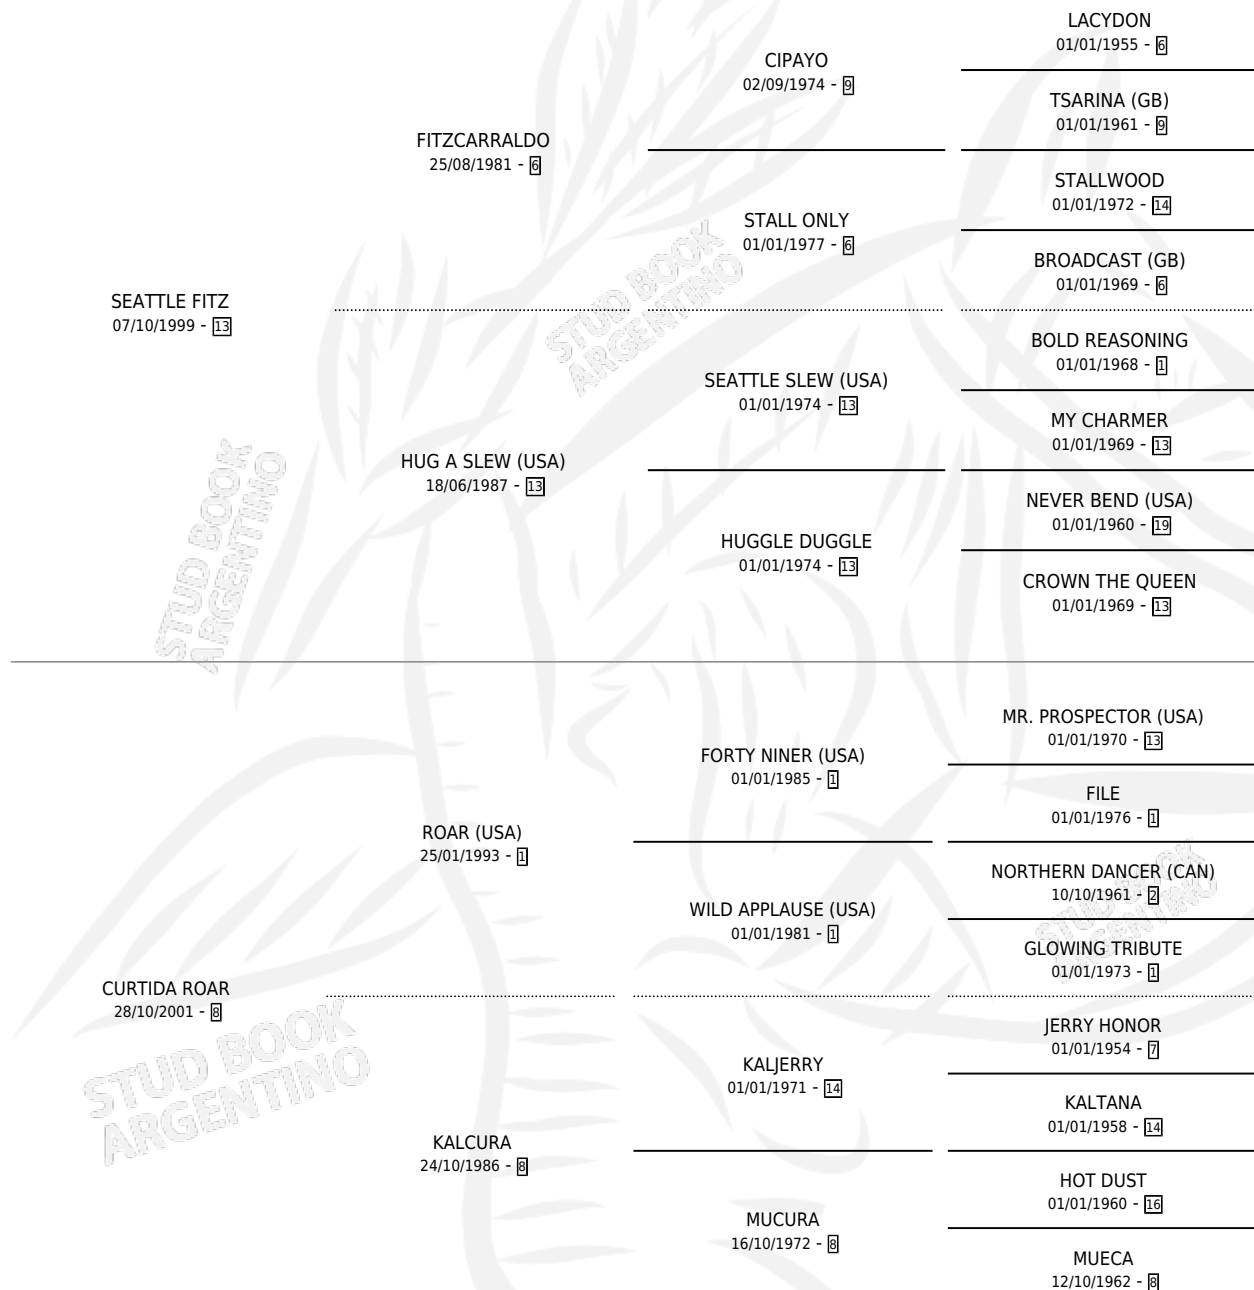 LACYDON
01/01/1955 - 6
CIPAYO
02/09/1974 - 9
TSARINA (GB)
01/01/1961 - 9
FITZCARRALDO
25/08/1981 - 6
STALLWOOD
01/01/1972 - 14
STALL ONLY
01/01/1977 - 6
BROADCAST (GB)
01/01/1969 - 6
SEATTLE FITZ
07/10/1999 - 13
BOLD REASONING
01/01/1968 - 1
SEATTLE SLEW (USA)
01/01/1974 - 13
MY CHARMER
01/01/1969 - 13
HUG A SLEW (USA)
18/06/1987 - 13
NEVER BEND (USA)
01/01/1960 - 19
HUGGLE DUGGLE
01/01/1974 - 13
CROWN THE QUEEN
01/01/1969 - 13
STUD BOOK
ARGENTINO
STUD BOOK
ARGENTINO
MR. PROSPECTOR (USA)
01/01/1970 - 13
FORTY NINER (USA)
01/01/1985 - 1
FILE
01/01/1976 - 1
ROAR (USA)
25/01/1993 - 1
NORTHERN DANCER (CAN)
10/10/1961 - 2
WILD APPLAUSE (USA)
01/01/1981 - 1
GLOWING TRIBUTE
01/01/1973 - 1
STUD BOOK
ARGENTINO
CURTIDA ROAR
28/10/2001 - 8
JERRY HONOR
01/01/1954 - 7
KALJERRY
01/01/1971 - 14
KALTANA
01/01/1958 - 14
KALCURA
24/10/1986 - 8
HOT DUST
01/01/1960 - 16
MUCURA
16/10/1972 - 8
MUECA
12/10/1962 - 8
STUD BOOK
ARGENTINO